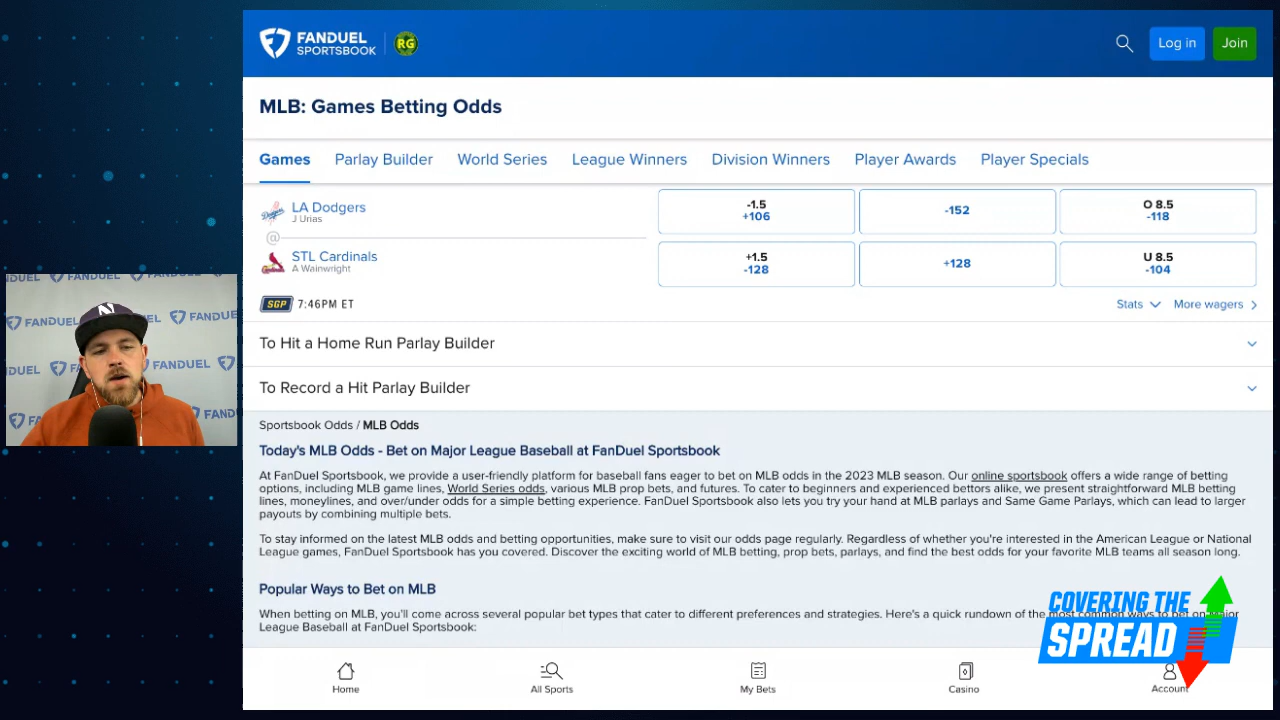 FANDUEL
SPORTSBOOK
RG
Log in
Join
MLB: Games Betting Odds
Games Parlay Builder World Series League Winners Division Winners Player Awards Player Specials
LA Dodgers
J Urias
-1.5
+106
-152
O 8.5
-118
@
STL Cardinals
A Wainwright
+1.5
-128
+128
U 8.5
-104
SGP 7:46PM ET
Stats
More wagers
To Hit a Home Run Parlay Builder
To Record a Hit Parlay Builder
Sportsbook Odds / MLB Odds
Today's MLB Odds - Bet on Major League Baseball at FanDuel Sportsbook
At FanDuel Sportsbook, we provide a user-friendly platform for baseball fans eager to bet on MLB odds in the 2023 MLB season. Our online sportsbook offers a wide range of betting
options, including MLB game lines, World Series odds, various MLB prop bets, and futures. To cater to beginners and experienced bettors alike, we present straightforward MLB betting
lines, moneylines, and over/under odds for a simple betting experience. FanDuel Sportsbook also lets you try your hand at MLB parlays and Same Game Parlays, which can lead to larger
payouts by combining multiple bets.
To stay informed on the latest MLB odds and betting opportunities, make sure to visit our odds page regularly. Regardless of whether you're interested in the American League or National
League games, FanDuel Sportsbook has you covered. Discover the exciting world of MLB betting, prop bets, parlays, and find the best odds for your favorite MLB teams all season long.
Popular Ways to Bet on MLB
When betting on MLB, you'll come across several popular bet types that cater to different preferences and strategies. Here's a quick rundown of the most common ways to bet on Major
League Baseball at FanDuel Sportsbook:
COVERING THE
SPREAD
Home
All Sports
My Bets
Casino
Account
FANDUEL
FANDUEL
FANDUEL